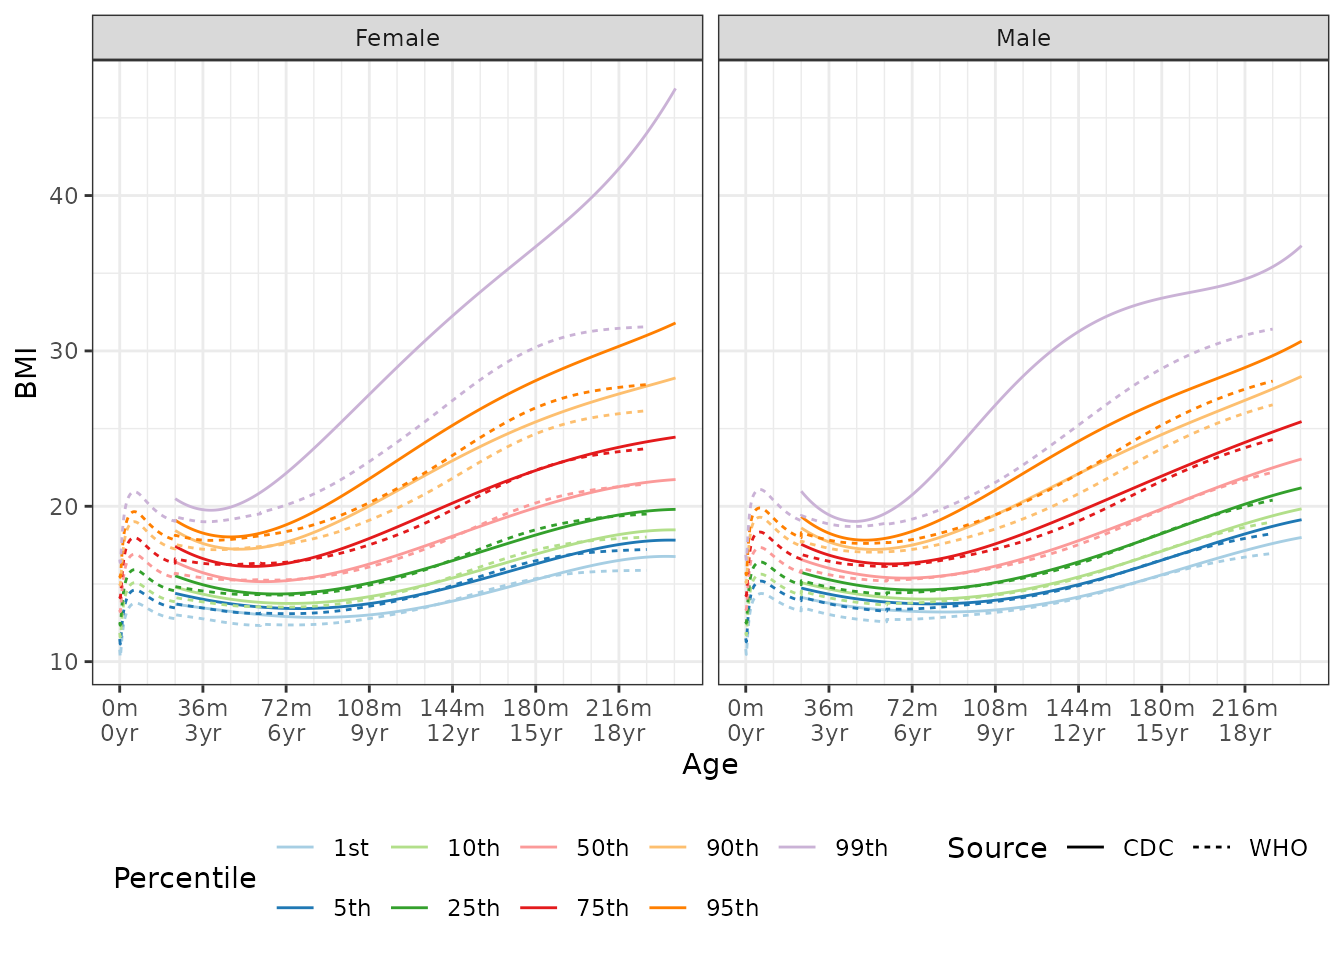 Female Male
BMI
40
30
20
10
0m 36m 72m 108m 144m 180m 216m 0m 36m 72m 108m 144m 180m 216m
0yr 3yr 6yr 9yr 12yr 15yr 18yr 0yr 3yr 6yr 9yr 12yr 15yr 18yr
Age
Percentile
1st 10th 50th 90th 99th
5th 25th 75th 95th
Source CDC WHO